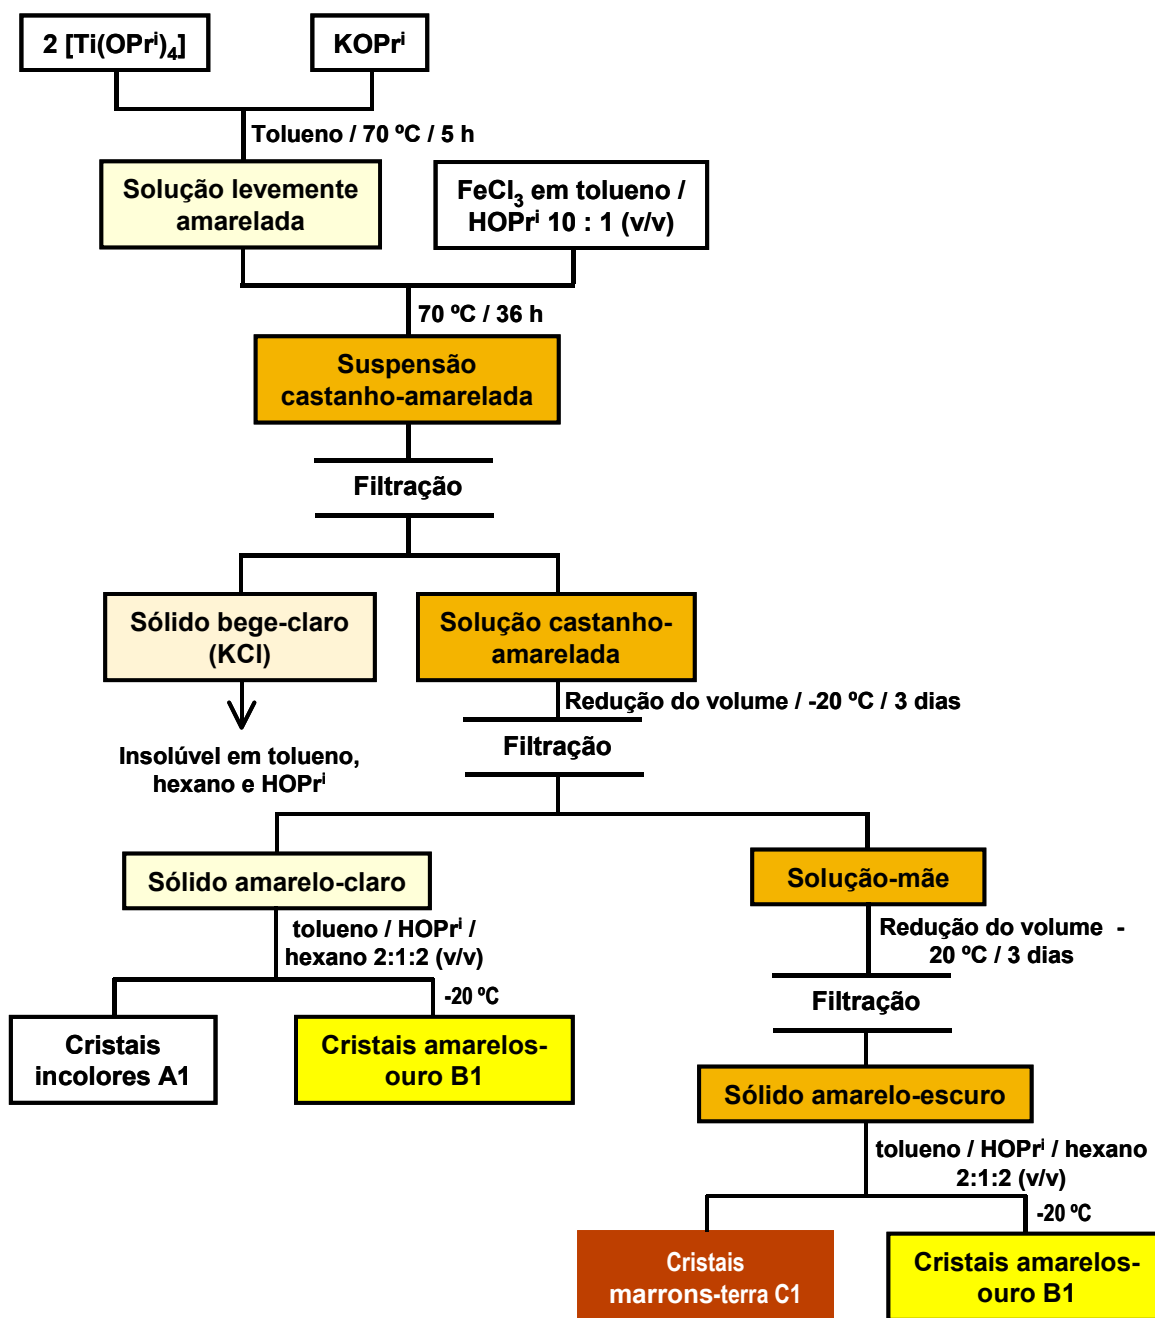 2 [Ti(OPrⁱ)₄]
KOPrⁱ
Tolueno / 70 ºC / 5 h
Solução levemente
amarelada
FeCl₃ em tolueno /
HOPrⁱ 10 : 1 (v/v)
70 ºC / 36 h
Suspensão
castanho-amarelada
Filtração
Sólido bege-claro
(KCl)
Solução castanho-
amarelada
Redução do volume / -20 ºC / 3 dias
Insolúvel em tolueno,
hexano e HOPrⁱ
Filtração
Sólido amarelo-claro
Solução-mãe
tolueno / HOPrⁱ /
hexano 2:1:2 (v/v)
-20 ºC
Redução do volume -
20 ºC / 3 dias
Filtração
Cristais
incolores A1
Cristais amarelos-
ouro B1
Sólido amarelo-escuro
tolueno / HOPrⁱ / hexano
2:1:2 (v/v)
-20 ºC
Cristais
marrons-terra C1
Cristais amarelos-
ouro B1